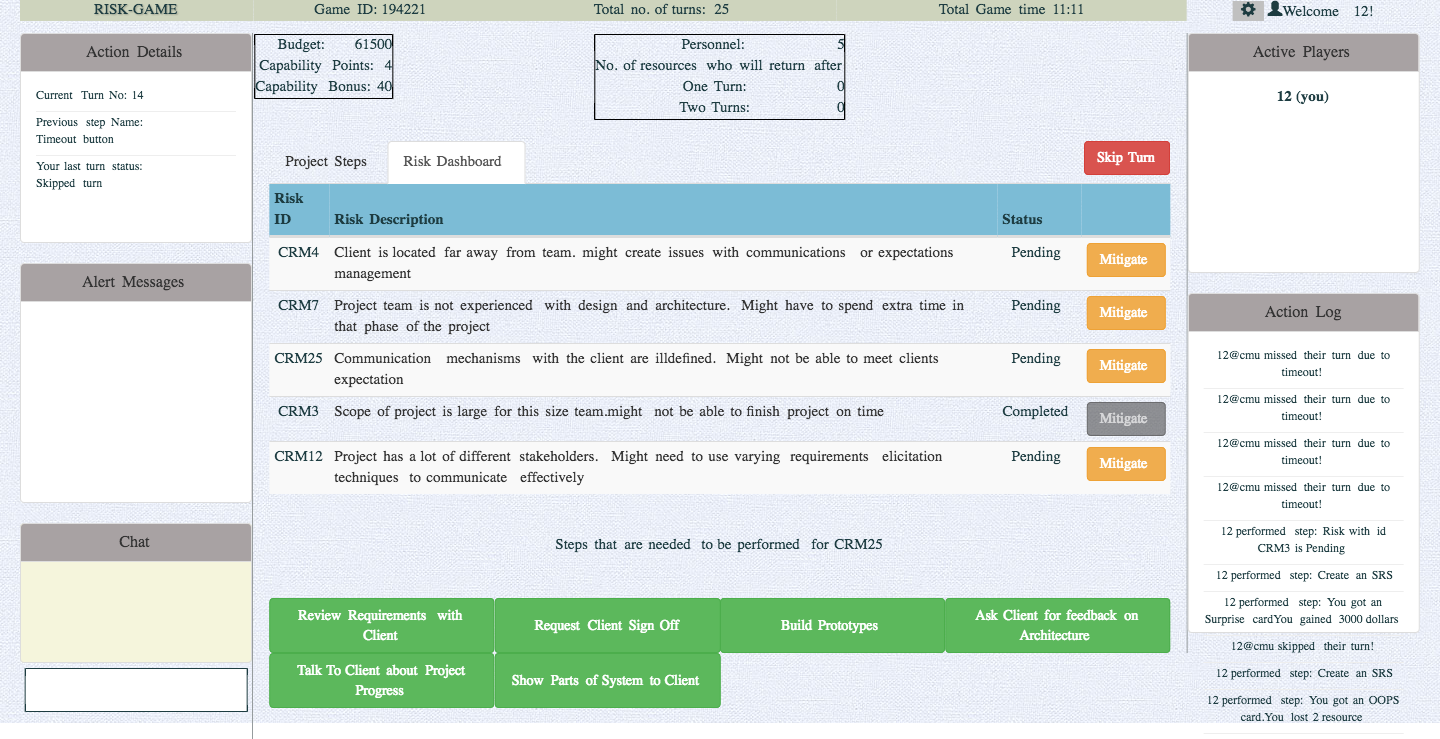 RISK-GAME
Game ID: 194221
Total no. of turns: 25
Total Game time 11:11
Welcome 12!
Action Details
Current Turn No: 14
Previous step Name:
Timeout button
Your last turn status:
Skipped turn
Alert Messages
Chat
Budget: 61500
Capability Points: 4
Capability Bonus: 40
Personnel: 5
No. of resources who will return after
One Turn: 0
Two Turns: 0
Project Steps
Risk Dashboard
Skip Turn
Risk
ID
Risk Description
Status
CRM4
Client is located far away from team. might create issues with communications or expectations
management
Pending
Mitigate
CRM7
Project team is not experienced with design and architecture. Might have to spend extra time in
that phase of the project
Pending
Mitigate
CRM25
Communication mechanisms with the client are illdefined. Might not be able to meet clients
expectation
Pending
Mitigate
CRM3
Scope of project is large for this size team.might not be able to finish project on time
Completed
Mitigate
CRM12
Project has a lot of different stakeholders. Might need to use varying requirements elicitation
techniques to communicate effectively
Pending
Mitigate
Steps that are needed to be performed for CRM25
Review Requirements with
Client
Request Client Sign Off
Build Prototypes
Ask Client for feedback on
Architecture
Talk To Client about Project
Progress
Show Parts of System to Client
Active Players
12 (you)
Action Log
12@cmu missed their turn due to
timeout!
12@cmu missed their turn due to
timeout!
12@cmu missed their turn due to
timeout!
12@cmu missed their turn due to
timeout!
12 performed step: Risk with id
CRM3 is Pending
12 performed step: Create an SRS
12 performed step: You got an
Surprise cardYou gained 3000 dollars
12@cmu skipped their turn!
12 performed step: Create an SRS
12 performed step: You got an OOPS
card.You lost 2 resource